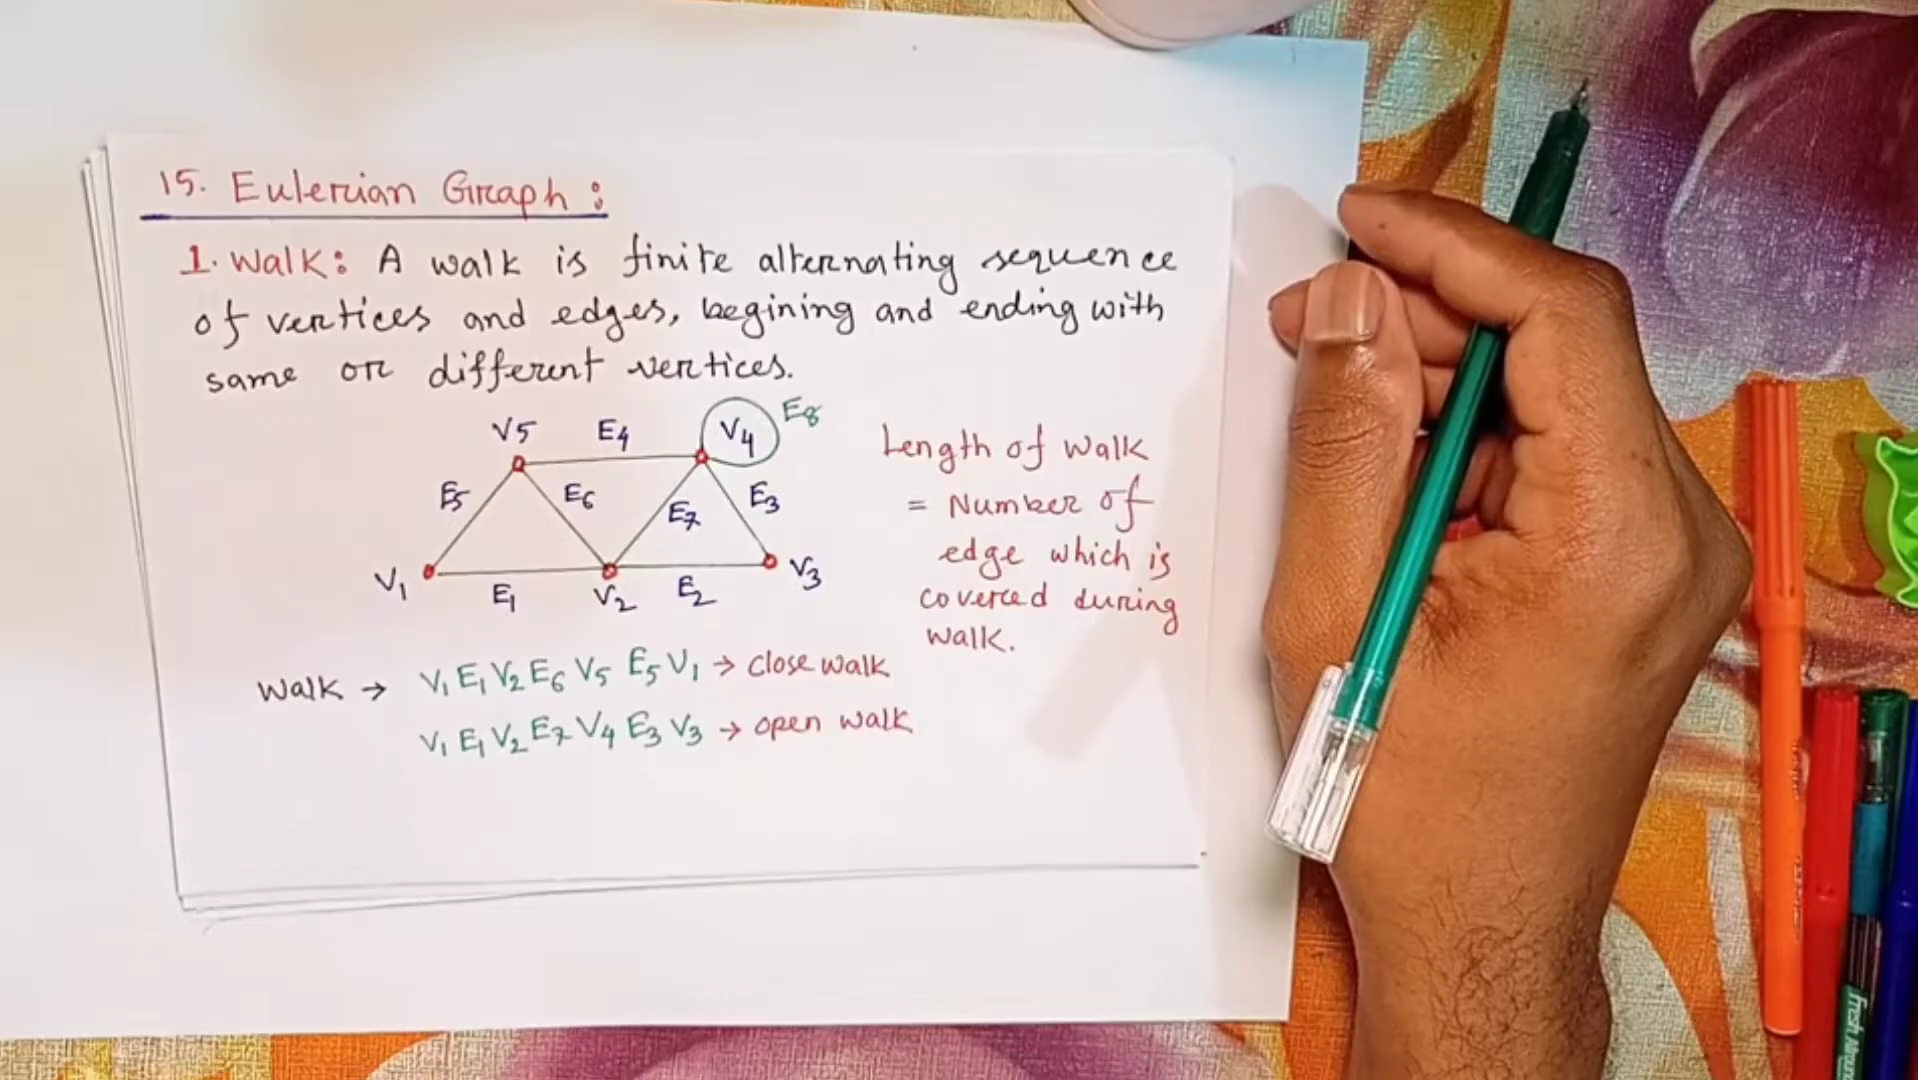 15. Eulerian Graph:
1. Walk: A walk is finite alternating sequence
of vertices and edges, begining and ending with
same or different vertices.
V5 E4 V4 E8
E5 E6 E7 E3
V1 E1 V2 E2 V3
Length of walk
= Number of
edge which is
covered during
walk.
Walk → V1 E1 V2 E6 V5 E5 V1 → close walk
V1 E1 V2 E7 V4 E3 V3 → open walk